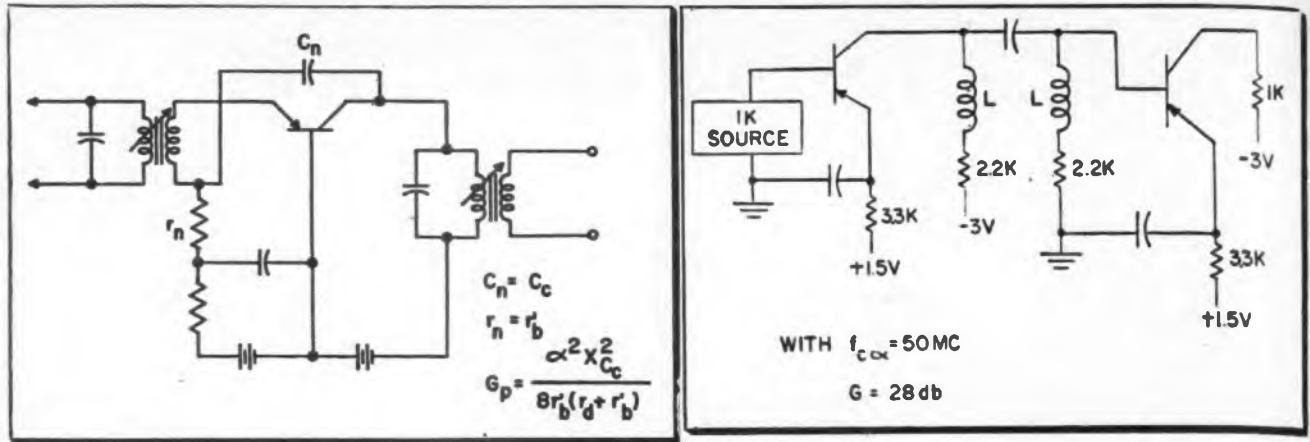 Cn
rn
Cn = Cc
rn = r'b
Gp = α² X²Cc / 8r'b(rd + r'b)
1K
SOURCE
3.3K
+1.5V
L
2.2K
-3V
L
2.2K
1K
-3V
3.3K
+1.5V
WITH fcα = 50 MC
G = 28 db